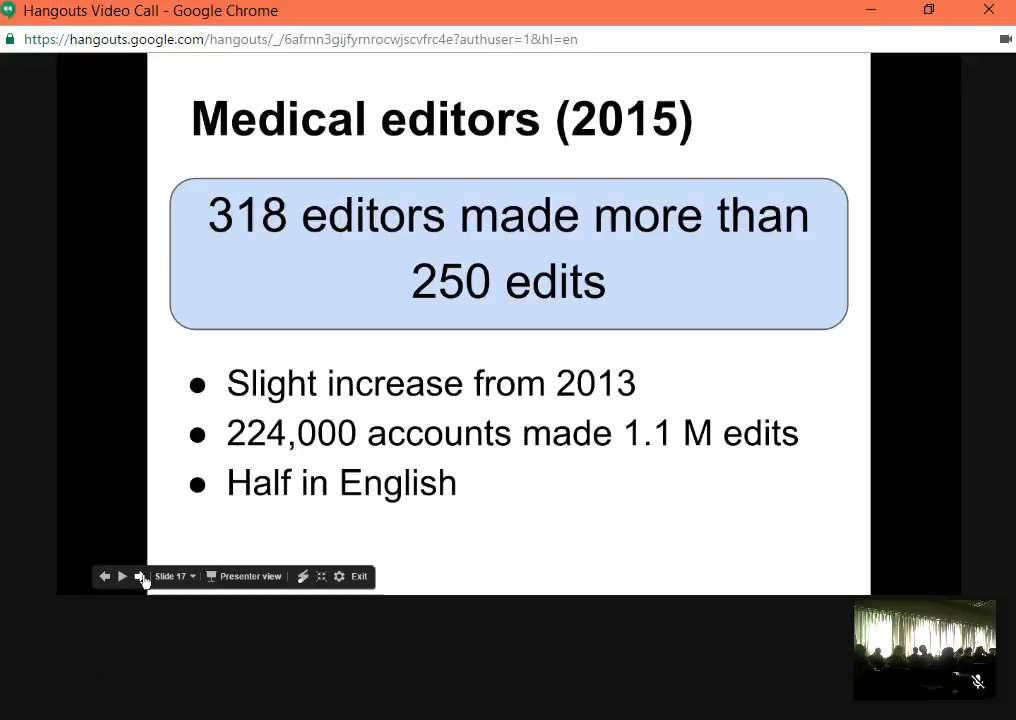 Hangouts Video Call - Google Chrome
https://hangouts.google.com/hangouts/_/6afrnn3gijfyrnrocwjscvfrc4e?authuser=1&hl=en
Medical editors (2015)
318 editors made more than
250 edits
● Slight increase from 2013
● 224,000 accounts made 1.1 M edits
● Half in English
Slide 17 Presenter view Exit